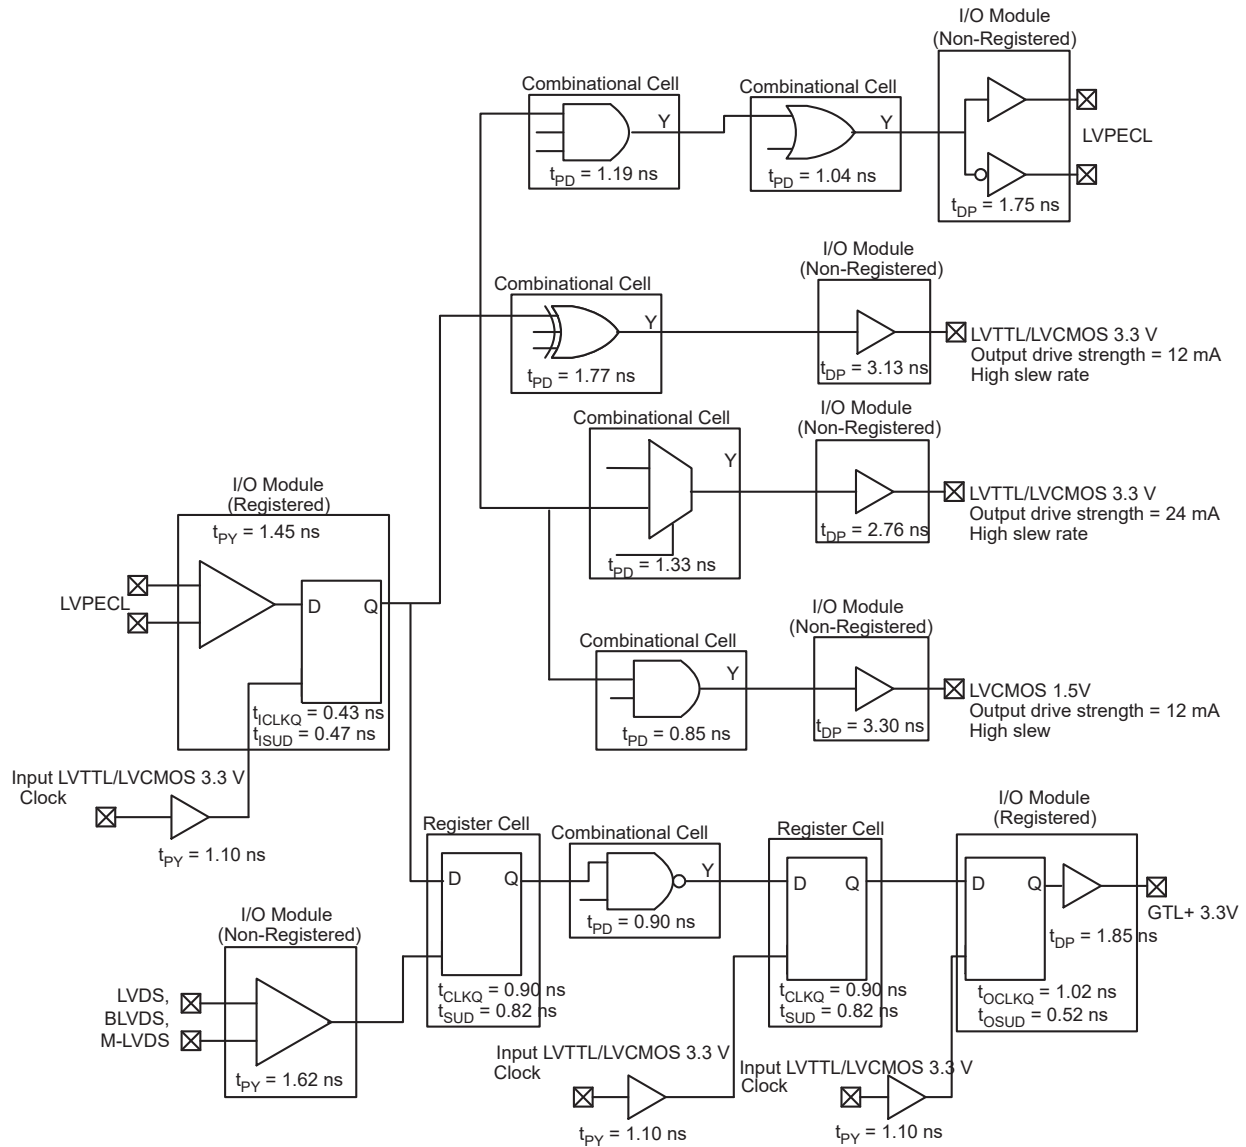 I/O Module
(Non-Registered)
Combinational Cell
Combinational Cell
Y
Y
LVPECL
tPD = 1.19 ns
tPD = 1.04 ns
tDP = 1.75 ns
I/O Module
(Non-Registered)
Combinational Cell
Y
LVTTL/LVCMOS 3.3 V
Output drive strength = 12 mA
High slew rate
tPD = 1.77 ns
tDP = 3.13 ns
I/O Module
(Non-Registered)
Combinational Cell
Y
LVTTL/LVCMOS 3.3 V
Output drive strength = 24 mA
High slew rate
tDP = 2.76 ns
tPD = 1.33 ns
I/O Module
(Registered)
tPY = 1.45 ns
LVPECL
D
Q
tICLKQ = 0.43 ns
tISUD = 0.47 ns
I/O Module
(Non-Registered)
Combinational Cell
Y
LVCMOS 1.5V
Output drive strength = 12 mA
High slew
tPD = 0.85 ns
tDP = 3.30 ns
Input LVTTL/LVCMOS 3.3 V
Clock
tPY = 1.10 ns
Register Cell
D
Q
tCLKQ = 0.90 ns
tSUD = 0.82 ns
Combinational Cell
Y
tPD = 0.90 ns
Register Cell
D
Q
tCLKQ = 0.90 ns
tSUD = 0.82 ns
I/O Module
(Registered)
D
Q
GTL+ 3.3V
tDP = 1.85 ns
tOCLKQ = 1.02 ns
tOSUD = 0.52 ns
I/O Module
(Non-Registered)
LVDS,
BLVDS,
M-LVDS
tPY = 1.62 ns
Input LVTTL/LVCMOS 3.3 V
Clock
tPY = 1.10 ns
Input LVTTL/LVCMOS 3.3 V
Clock
tPY = 1.10 ns